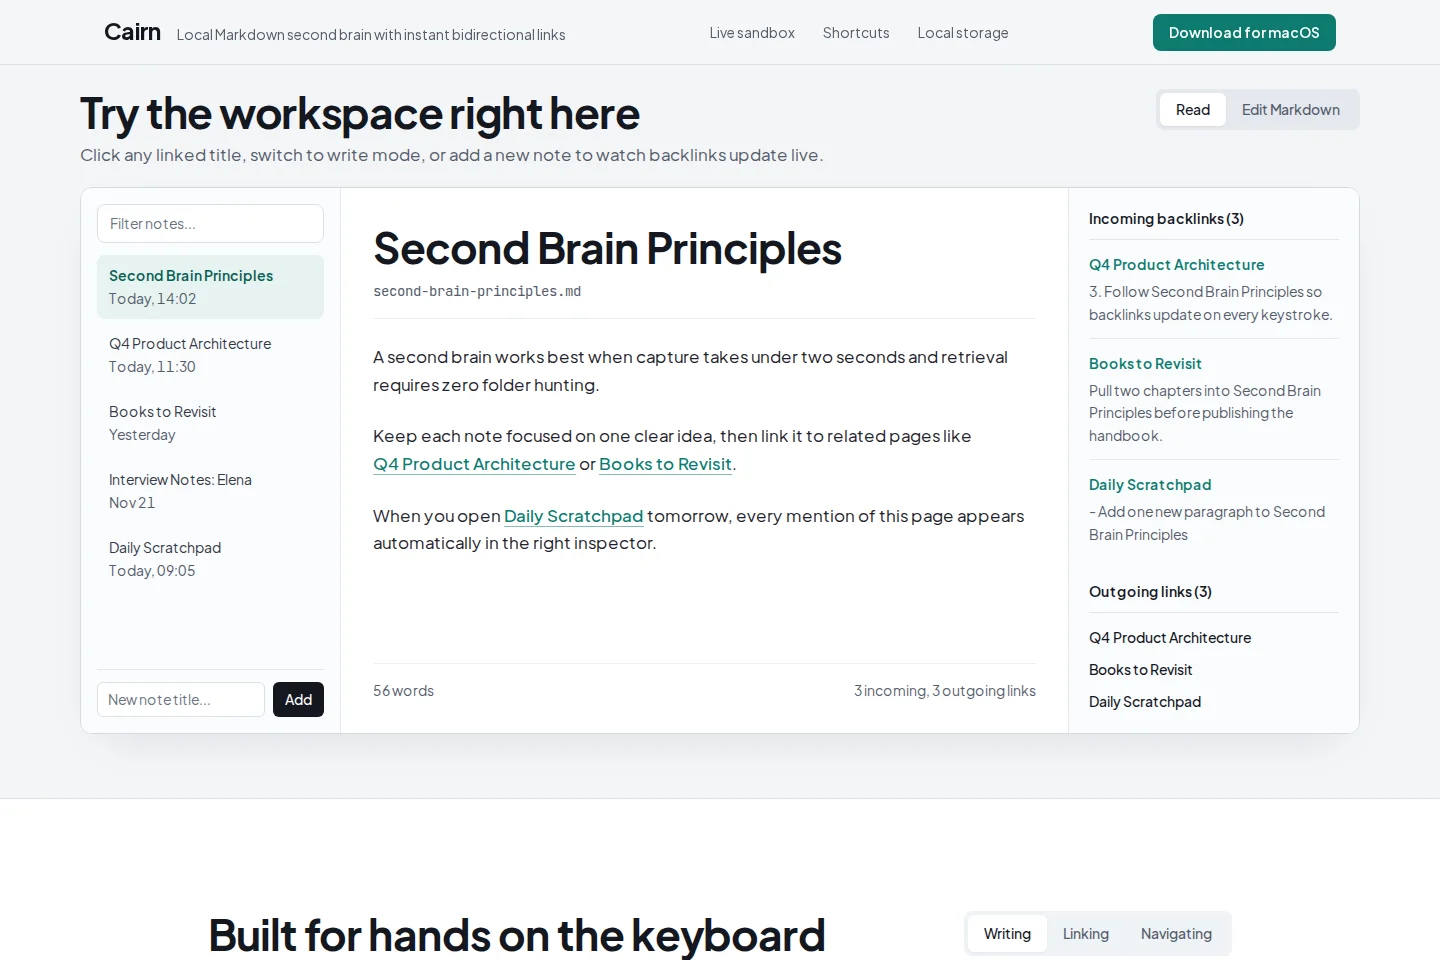 Cairn
Local Markdown second brain with instant bidirectional links
Live sandbox
Shortcuts
Local storage
Download for macOS
Try the workspace right here
Click any linked title, switch to write mode, or add a new note to watch backlinks update live.
Read
Edit Markdown
Filter notes...
Second Brain Principles
Today, 14:02
Q4 Product Architecture
Today, 11:30
Books to Revisit
Yesterday
Interview Notes: Elena
Nov 21
Daily Scratchpad
Today, 09:05
New note title...
Add
Second Brain Principles
second-brain-principles.md
A second brain works best when capture takes under two seconds and retrieval
requires zero folder hunting.
Keep each note focused on one clear idea, then link it to related pages like
Q4 Product Architecture or Books to Revisit.
When you open Daily Scratchpad tomorrow, every mention of this page appears
automatically in the right inspector.
56 words
3 incoming, 3 outgoing links
Incoming backlinks (3)
Q4 Product Architecture
3. Follow Second Brain Principles so
backlinks update on every keystroke.
Books to Revisit
Pull two chapters into Second Brain
Principles before publishing the
handbook.
Daily Scratchpad
- Add one new paragraph to Second
Brain Principles
Outgoing links (3)
Q4 Product Architecture
Books to Revisit
Daily Scratchpad
Built for hands on the keyboard
Writing
Linking
Navigating